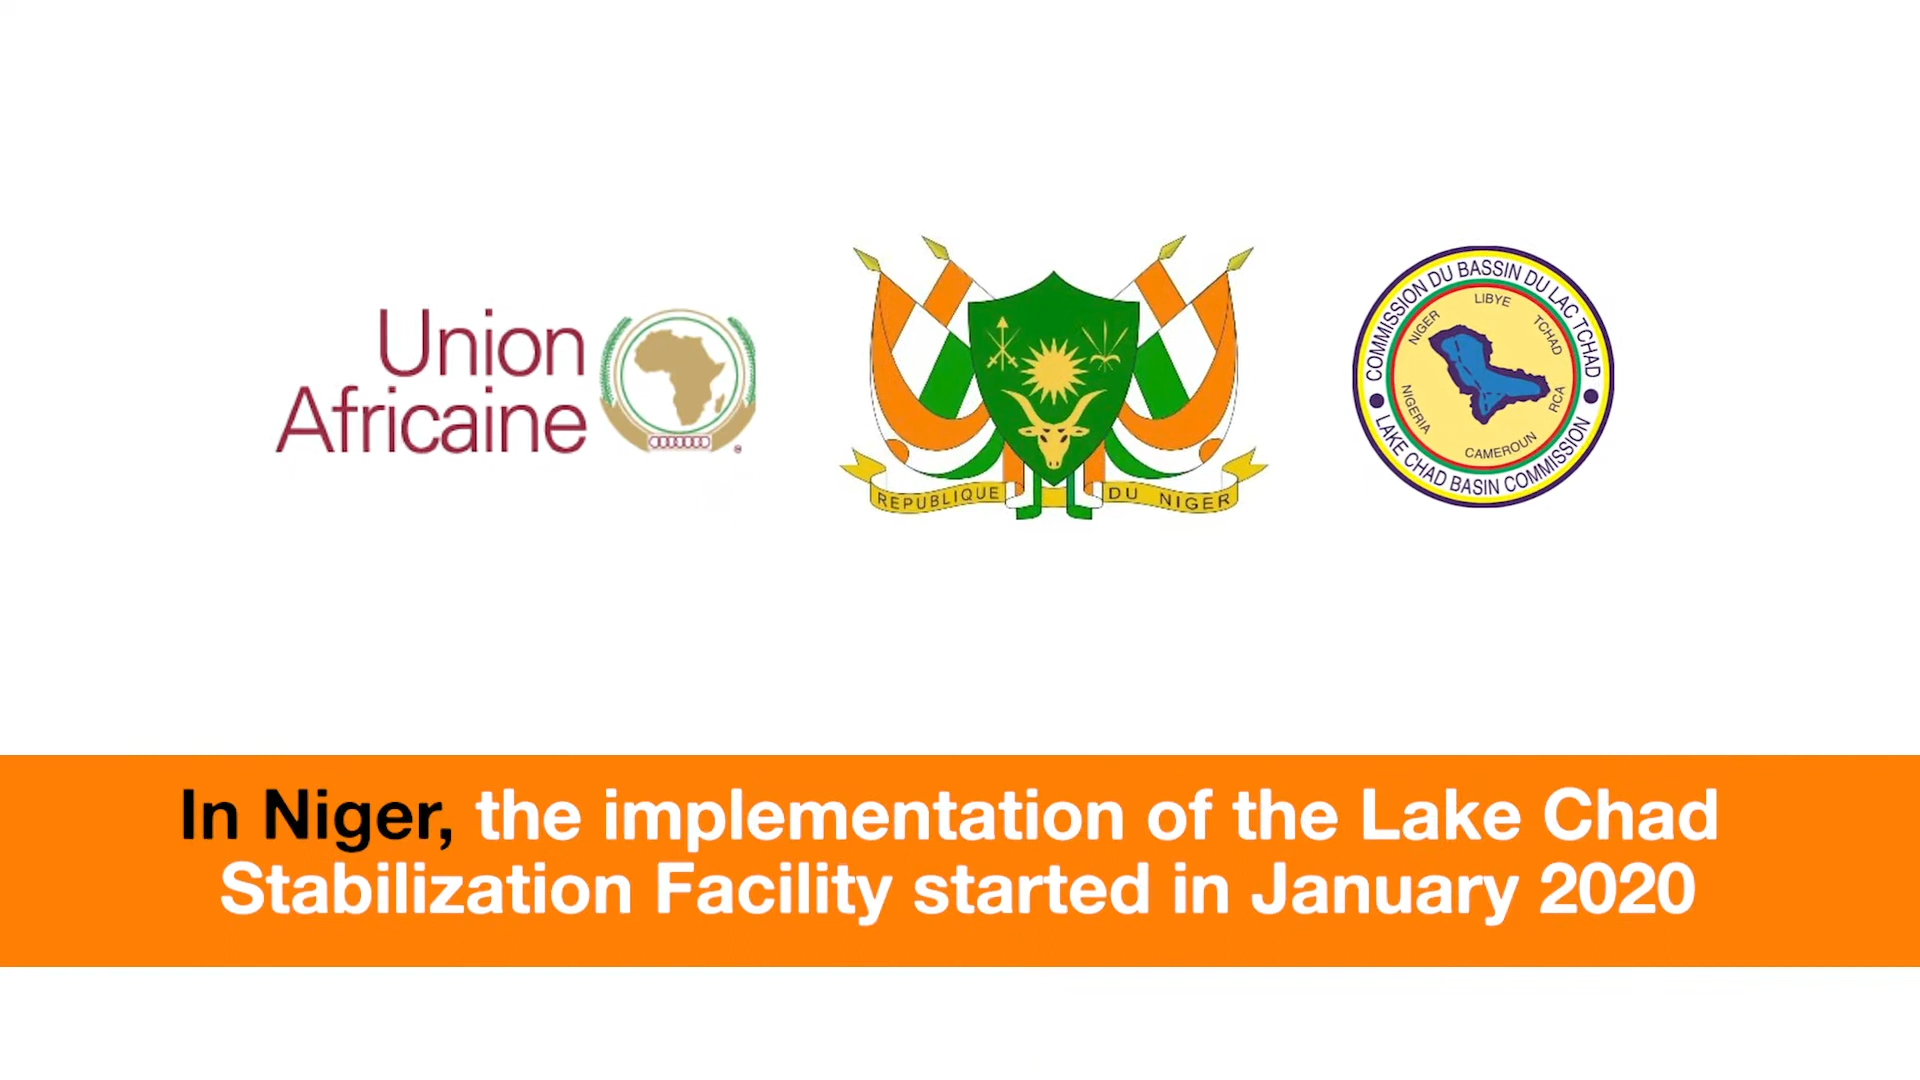 Union
Africaine
REPUBLIQUE DU NIGER
COMMISSION DU BASSIN DU LAC TCHAD
LIBYE
NIGER
TCHAD
NIGERIA
RCA
CAMEROUN
LAKE CHAD BASIN COMMISSION
In Niger, the implementation of the Lake Chad
Stabilization Facility started in January 2020